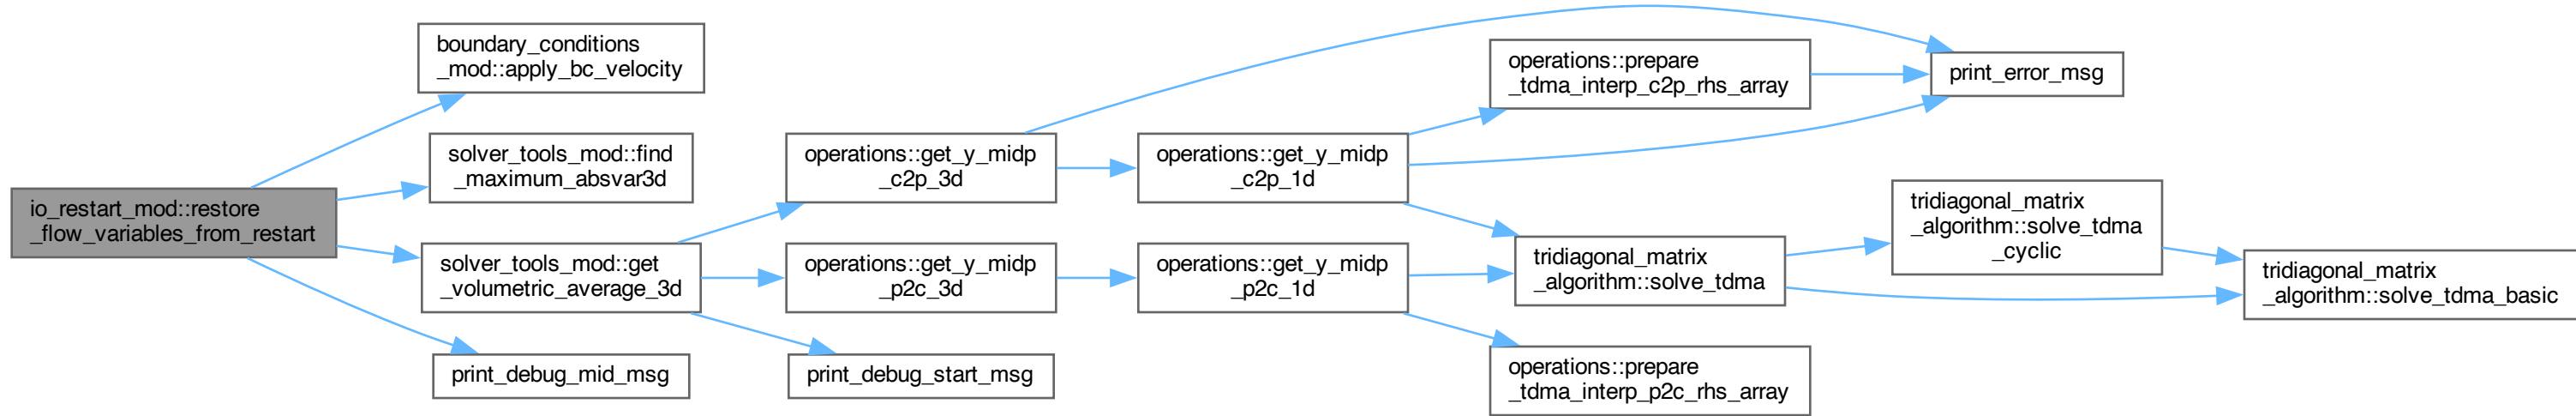 io_restart_mod::restore
_flow_variables_from_restart
boundary_conditions
_mod::apply_bc_velocity
solver_tools_mod::find
_maximum_absvar3d
solver_tools_mod::get
_volumetric_average_3d
print_debug_mid_msg
operations::get_y_midp
_c2p_3d
operations::get_y_midp
_p2c_3d
print_debug_start_msg
operations::get_y_midp
_c2p_1d
operations::get_y_midp
_p2c_1d
operations::prepare
_tdma_interp_c2p_rhs_array
tridiagonal_matrix
_algorithm::solve_tdma
operations::prepare
_tdma_interp_p2c_rhs_array
print_error_msg
tridiagonal_matrix
_algorithm::solve_tdma
_cyclic
tridiagonal_matrix
_algorithm::solve_tdma_basic